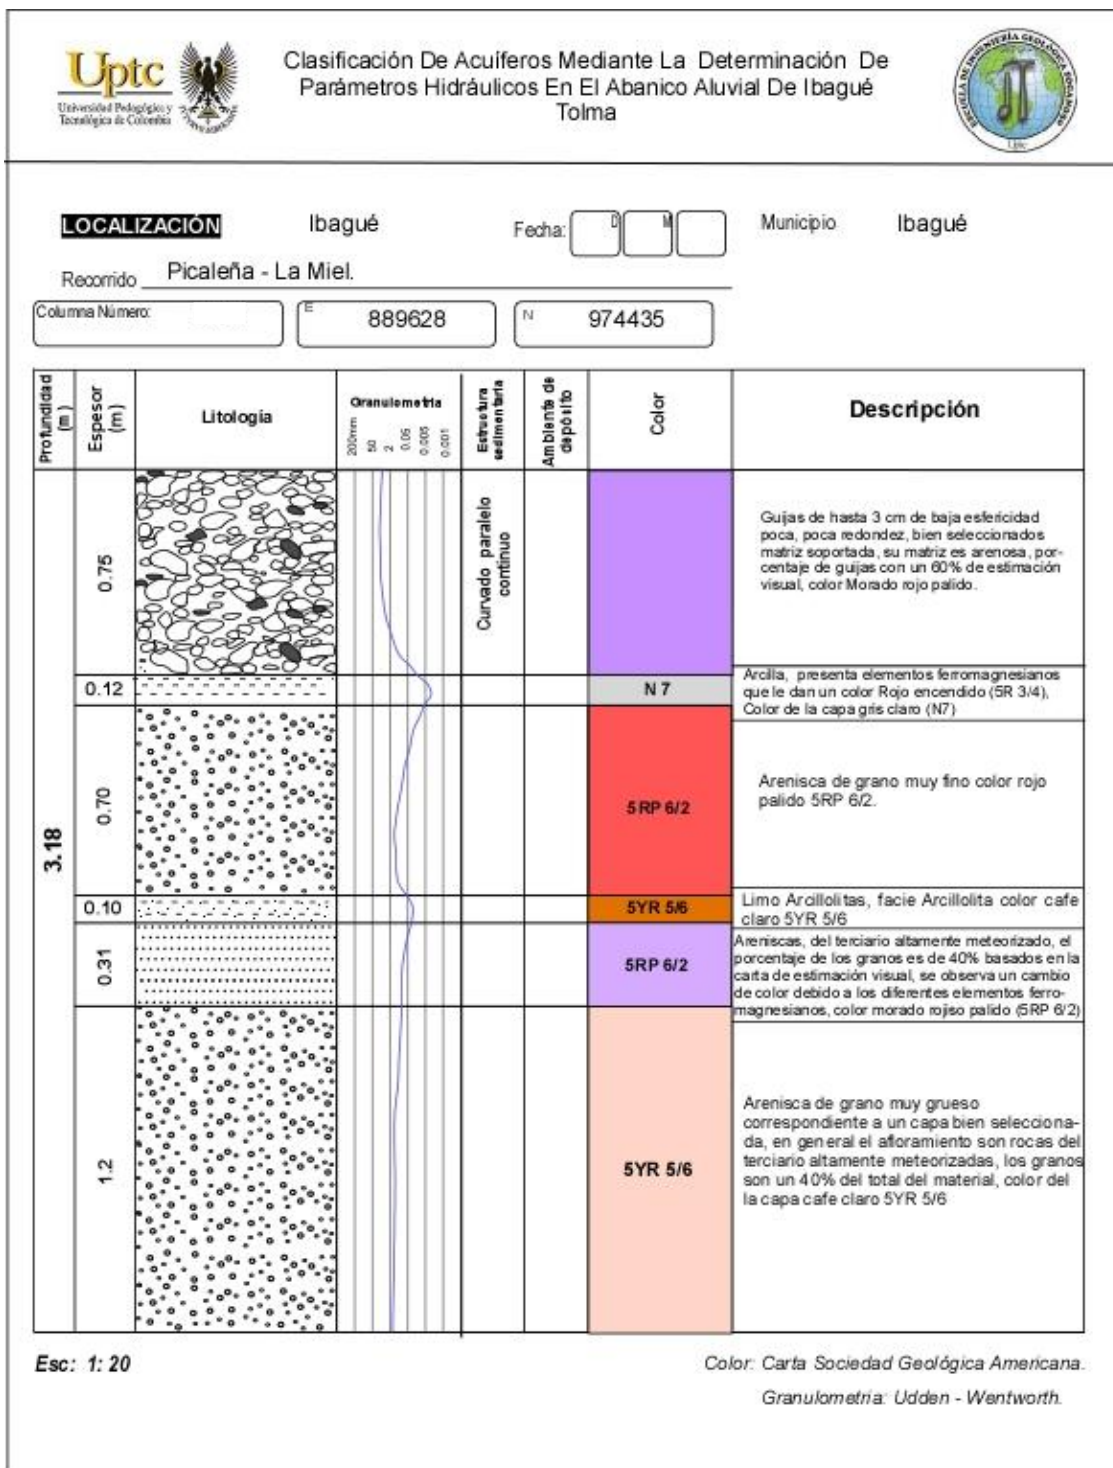 Uptc
Universidad Pedagógica y
Tecnológica de Colombia
Clasificación De Acuíferos Mediante La Determinación De
Parámetros Hidráulicos En El Abanico Aluvial De Ibagué
Tolma
ESCUELA DE INGENIERÍA GEOLÓGICA SOGAMOSO
Uptc
LOCALIZACIÓN
Ibagué
Fecha:
D
M
Municipio
Ibagué
Recorrido
Picaleña - La Miel.
Columna Número:
E
889628
N
974435
Profundidad
(m)
Espesor
(m)
Litología
Granulometria
200mm
50
2
0.05
0.005
0.001
Estructura
sedimentaria
Ambiente de
depósito
Color
Descripción
3.18
0.75
Curvado paralelo
continuo
Guijas de hasta 3 cm de baja esfericidad
poca, poca redondez, bien seleccionados
matriz soportada, su matriz es arenosa, por-
centaje de guijas con un 60% de estimación
visual, color Morado rojo palido.
0.12
N 7
Arcilla, presenta elementos ferromagnesianos
que le dan un color Rojo encendido (5R 3/4),
Color de la capa gris claro (N7)
0.70
5RP 6/2
Arenisca de grano muy fino color rojo
palido 5RP 6/2.
0.10
5YR 5/6
Limo Arcillolitas, facie Arcillolita color cafe
claro 5YR 5/6
0.31
5RP 6/2
Areniscas, del terciario altamente meteorizado, el
porcentaje de los granos es de 40% basados en la
carta de estimación visual, se observa un cambio
de color debido a los diferentes elementos ferro-
magnesianos, color morado rojiso palido (5RP 6/2)
1.2
5YR 5/6
Arenisca de grano muy grueso
correspondiente a un capa bien selecciona-
da, en general el afloramiento son rocas del
terciario altamente meteorizadas, los granos
son un 40% del total del material, color del
la capa cafe claro 5YR 5/6
Esc: 1: 20
Color: Carta Sociedad Geológica Americana.
Granulometria: Udden - Wentworth.